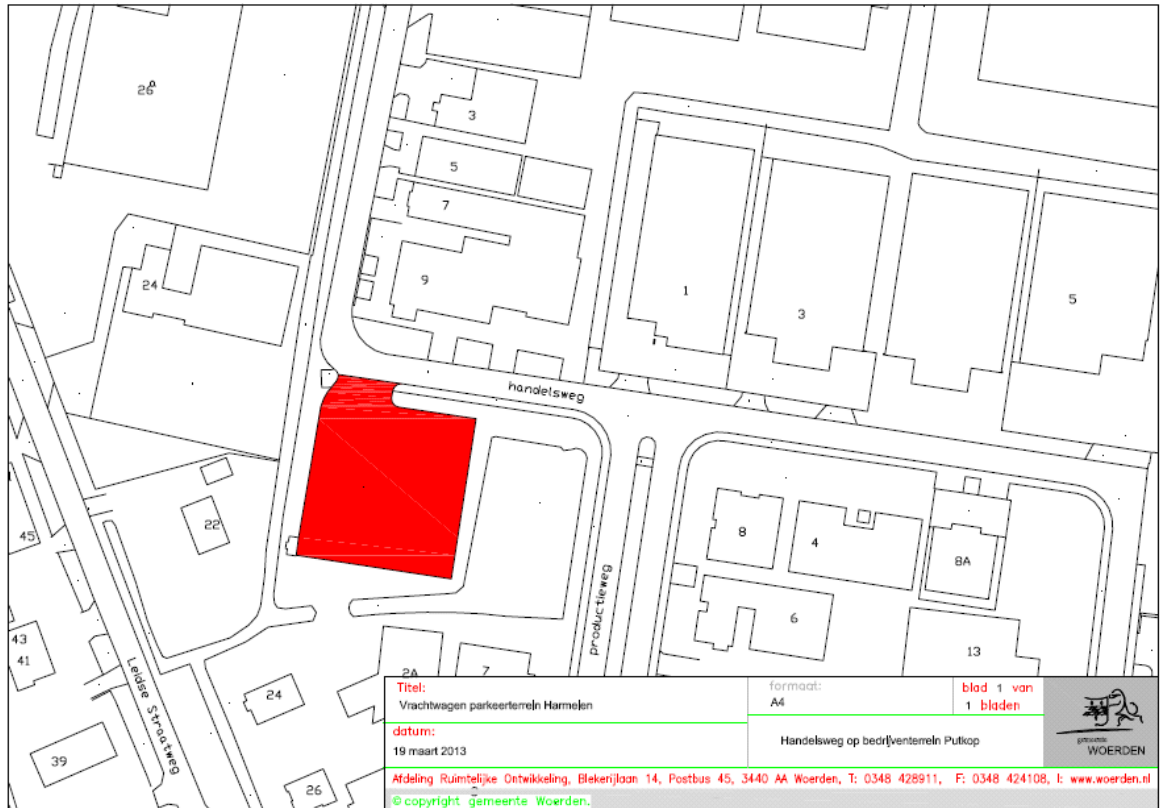 26a
3
5
7
9
1
3
5
24
handelsweg
22
45
8
4
8A
productieweg
6
13
43
41
Leidse Straatweg
24
2A
7
39
26
Titel:
Vrachtwagen parkeerterrein Harmelen
datum:
19 maart 2013
formaat:
A4
blad 1 van
1 bladen
Handelsweg op bedrijventerrein Putkop
gemeente
WOERDEN
Afdeling Ruimtelijke Ontwikkeling, Blekerijlaan 14, Postbus 45, 3440 AA Woerden, T: 0348 428911, F: 0348 424108, I: www.woerden.nl
© copyright gemeente Woerden.